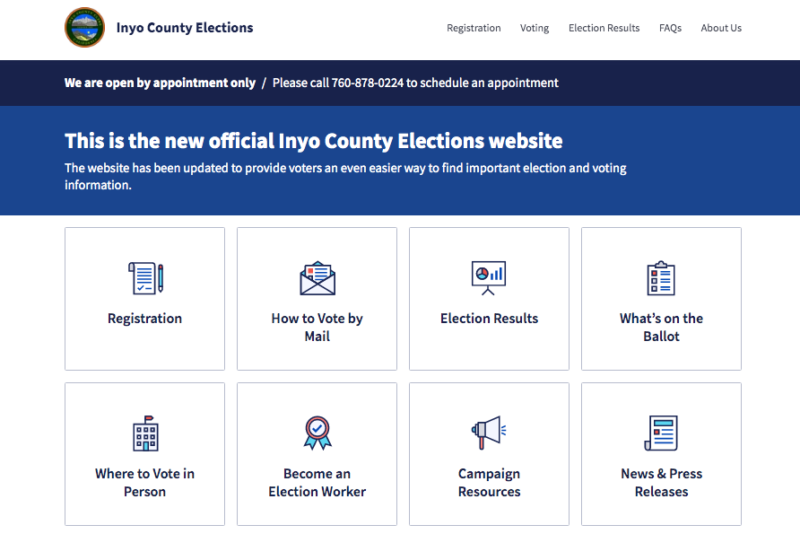 Inyo County Elections
Registration Voting Election Results FAQs About Us
We are open by appointment only / Please call 760-878-0224 to schedule an appointment
This is the new official Inyo County Elections website
The website has been updated to provide voters an even easier way to find important election and voting
information.
Registration
How to Vote by
Mail
Election Results
What's on the
Ballot
Where to Vote in
Person
Become an
Election Worker
Campaign
Resources
News & Press
Releases